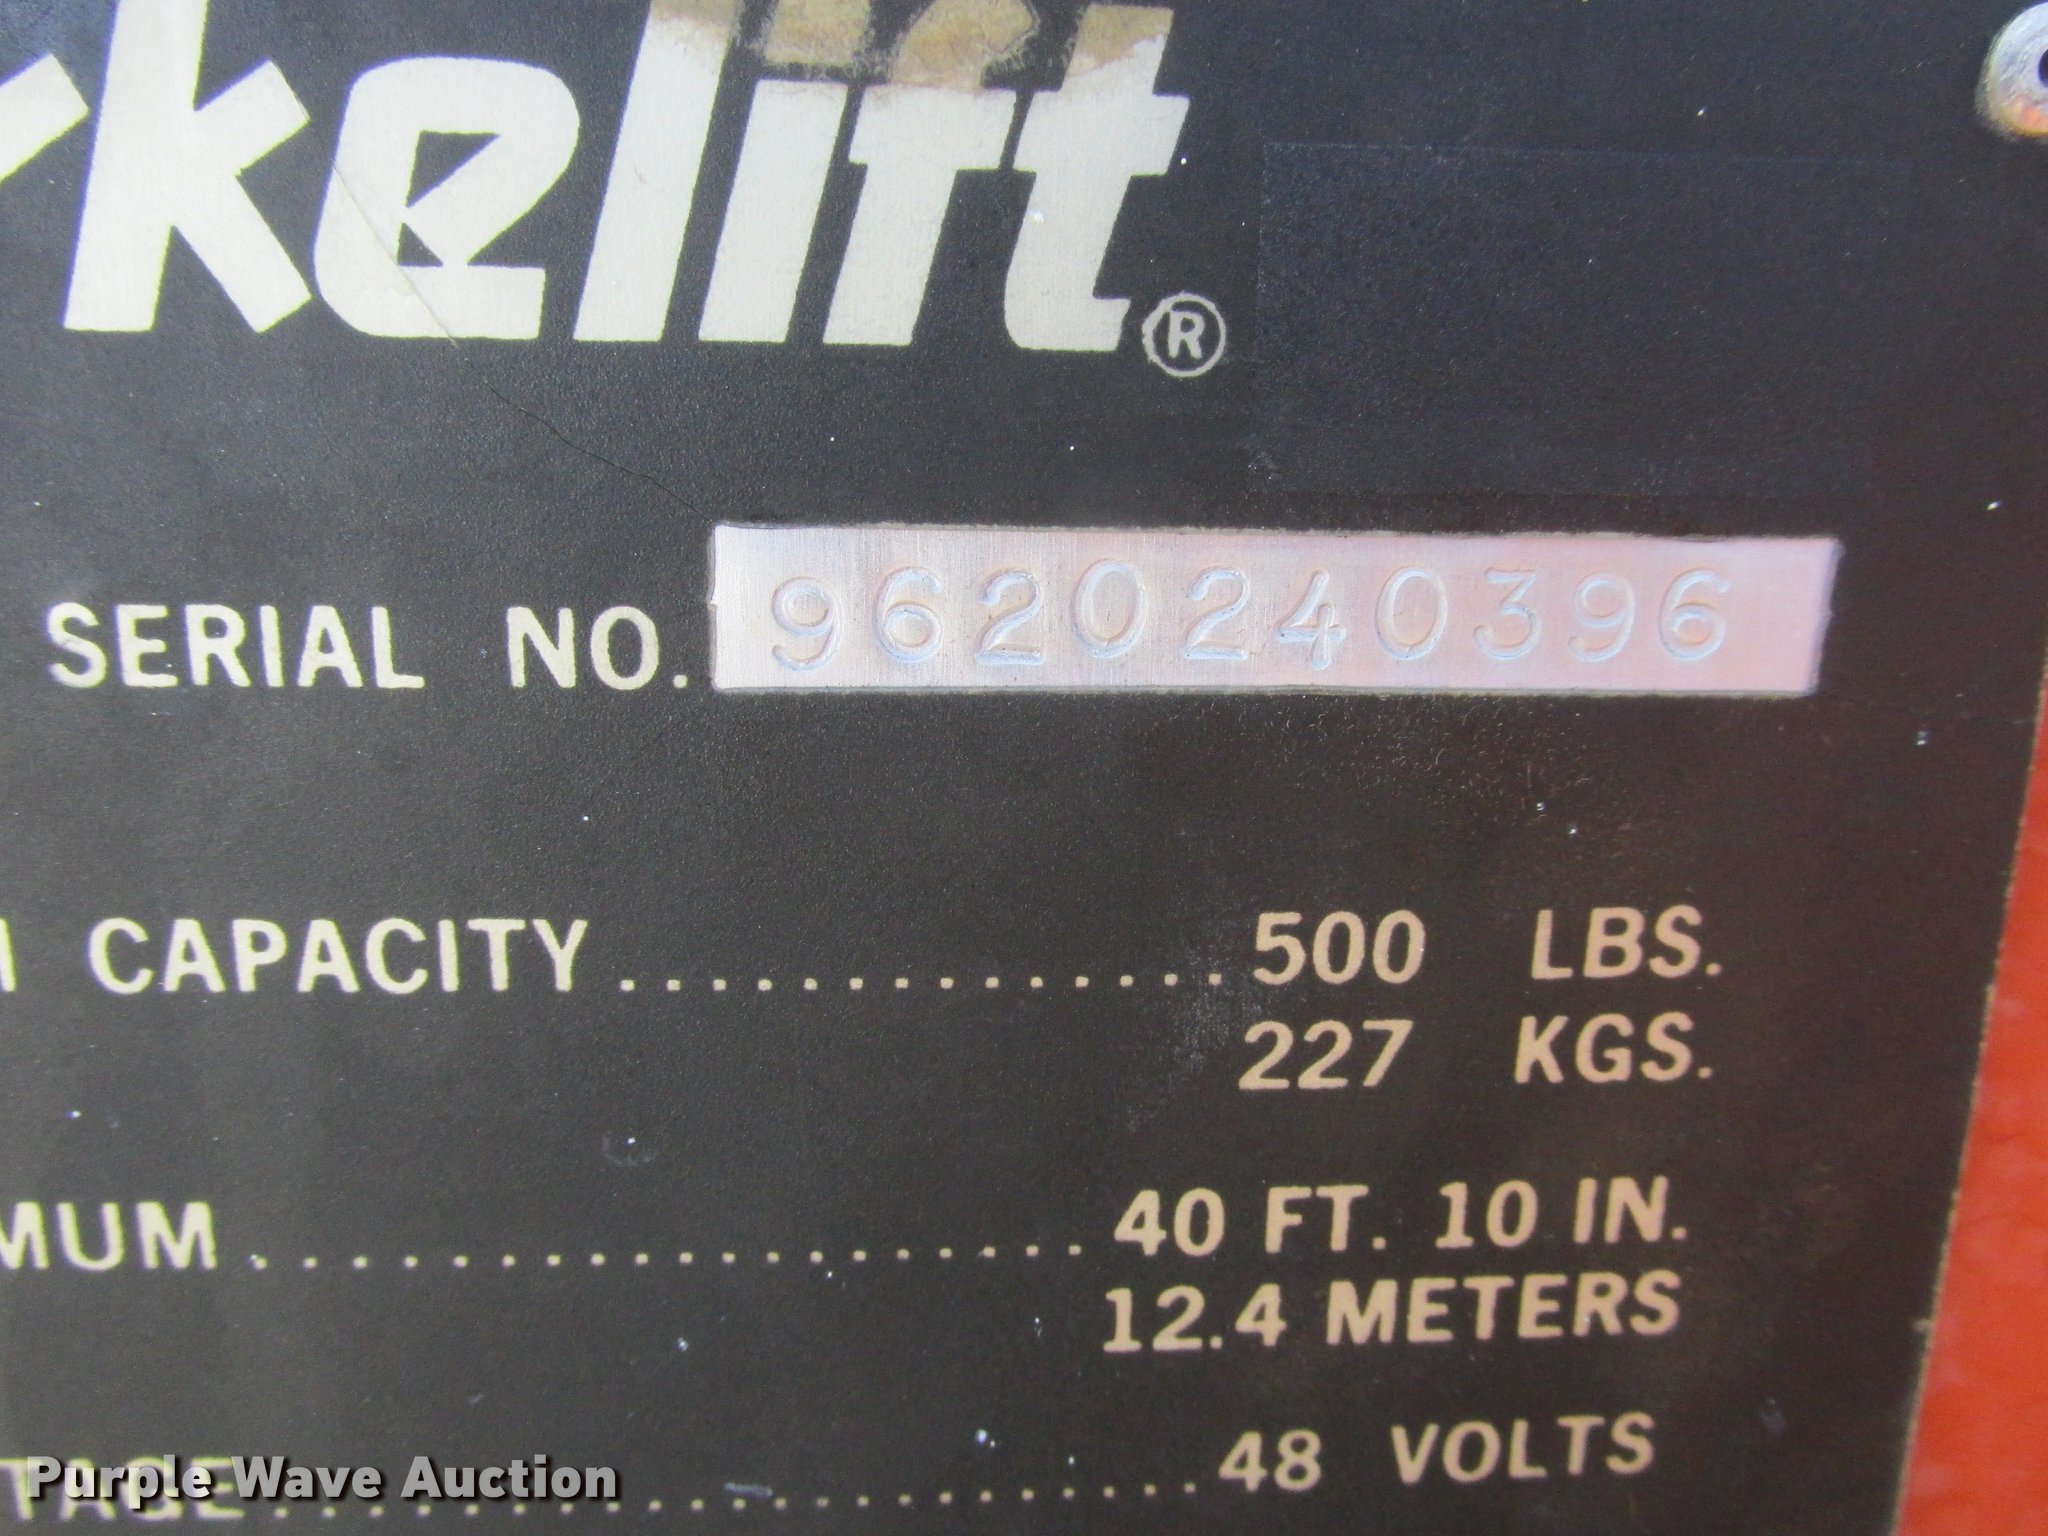 rkelift®
SERIAL NO. 9620240396
CAPACITY...............500 LBS.
227 KGS.
MUM......................40 FT. 10 IN.
12.4 METERS
TAGE........................48 VOLTS
Purple Wave Auction